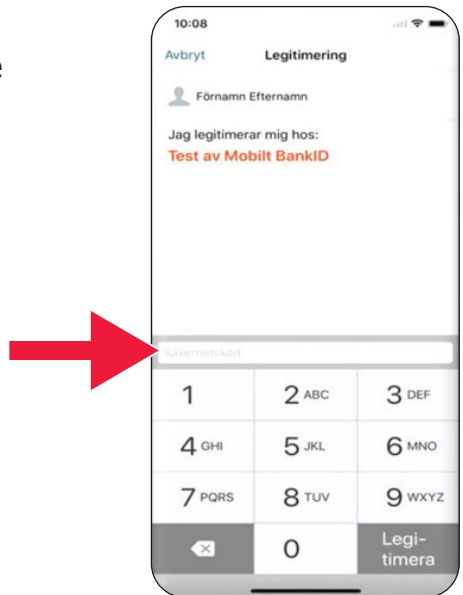 e
10:08
Avbryt Legitimering
Förnamn Efternamn
Jag legitimerar mig hos:
Test av Mobilt BankID
Säkerhetskod
1 2 ABC 3 DEF
4 GHI 5 JKL 6 MNO
7 PQRS 8 TUV 9 WXYZ
0 Legi-
timera